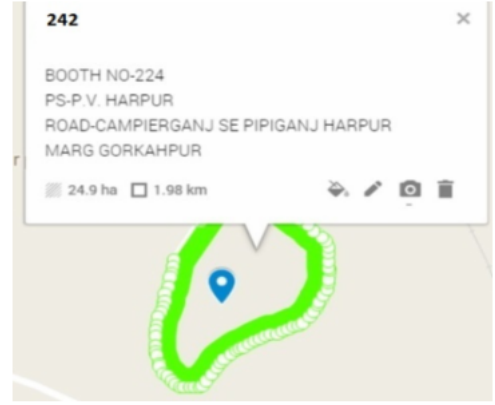 242
BOOTH NO-224
PS-P.V. HARPUR
ROAD-CAMPIERGANJ SE PIPIGANJ HARPUR
MARG GORKAHPUR
24.9 ha 1.98 km
r